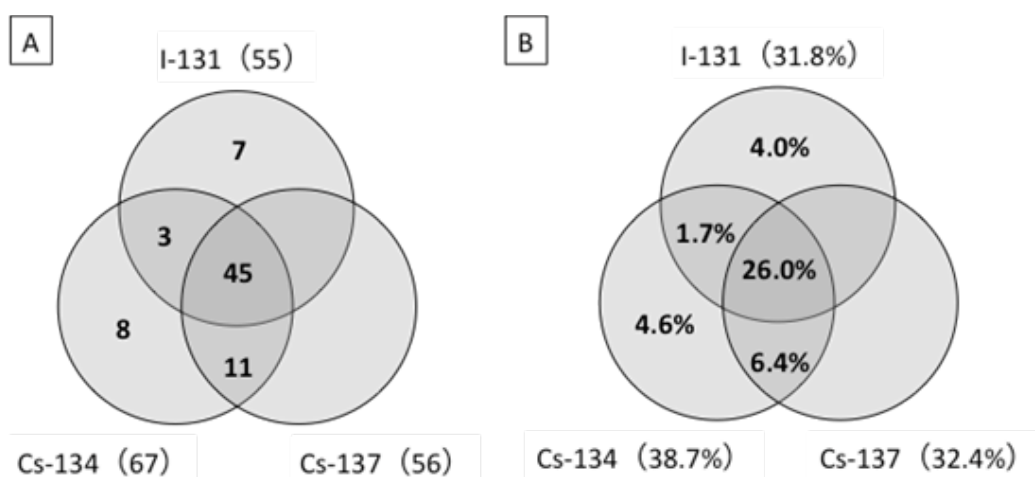 A
I-131（55）
7
3
45
8
11
Cs-134（67）
Cs-137（56）
B
I-131（31.8%）
4.0%
1.7%
26.0%
4.6%
6.4%
Cs-134（38.7%）
Cs-137（32.4%）